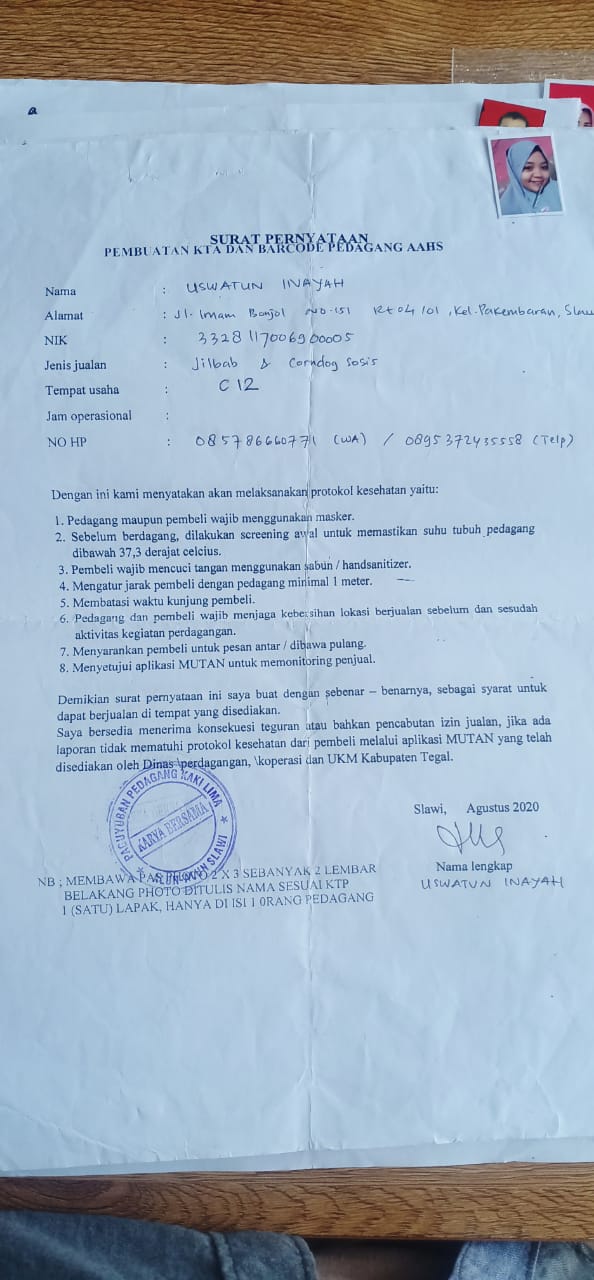 SURAT PERNYATAAN
PEMBUATAN KTA DAN BARCODE PEDAGANG AAHS
Nama : USWATUN INAYAH
Alamat : Jl. Imam Bonjol NO.151 Rt 04/01, Kel. Pakembaran, Slaw
NIK : 3328117006900005
Jenis jualan : Jilbab & Corndog Sosis
Tempat usaha : C 12
Jam operasional :
NO HP : 085786660771 (WA) / 0895372435558 (Telp)
Dengan ini kami menyatakan akan melaksanakan protokol kesehatan yaitu:
1. Pedagang maupun pembeli wajib menggunakan masker.
2. Sebelum berdagang, dilakukan screening awal untuk memastikan suhu tubuh pedagang
dibawah 37,3 derajat celcius.
3. Pembeli wajib mencuci tangan menggunakan sabun / handsanitizer.
4. Mengatur jarak pembeli dengan pedagang minimal 1 meter.
5. Membatasi waktu kunjung pembeli.
6. Pedagang dan pembeli wajib menjaga kebersihan lokasi berjualan sebelum dan sesudah
aktivitas kegiatan perdagangan.
7. Menyarankan pembeli untuk pesan antar / dibawa pulang.
8. Menyetujui aplikasi MUTAN untuk memonitoring penjual.
Demikian surat pernyataan ini saya buat dengan sebenar – benarnya, sebagai syarat untuk
dapat berjualan di tempat yang disediakan.
Saya bersedia menerima konsekuesi teguran atau bahkan pencabutan izin jualan, jika ada
laporan tidak mematuhi protokol kesehatan dari pembeli melalui aplikasi MUTAN yang telah
disediakan oleh Dinas \perdagangan, \koperasi dan UKM Kabupaten Tegal.
PAGUYUBAN PEDAGANG KAKI LIMA
KARYA BERSAMA
ALUN ALUN SLAWI
Slawi, Agustus 2020
Nama lengkap
USWATUN INAYAH
NB ; MEMBAWA PAS PHOTO 2 X 3 SEBANYAK 2 LEMBAR
BELAKANG PHOTO DITULIS NAMA SESUAI KTP
1 (SATU) LAPAK, HANYA DI ISI 1 0RANG PEDAGANG